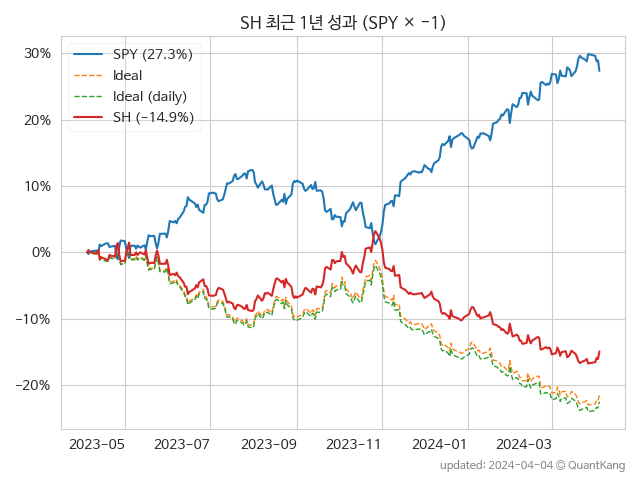 SH 최근 1년 성과 (SPY × −1)
30%
20%
10%
0%
−10%
−20%
SPY (27.3%)
Ideal
Ideal (daily)
SH (−14.9%)
2023-05
2023-07
2023-09
2023-11
2024-01
2024-03
updated: 2024-04-04 © QuantKang